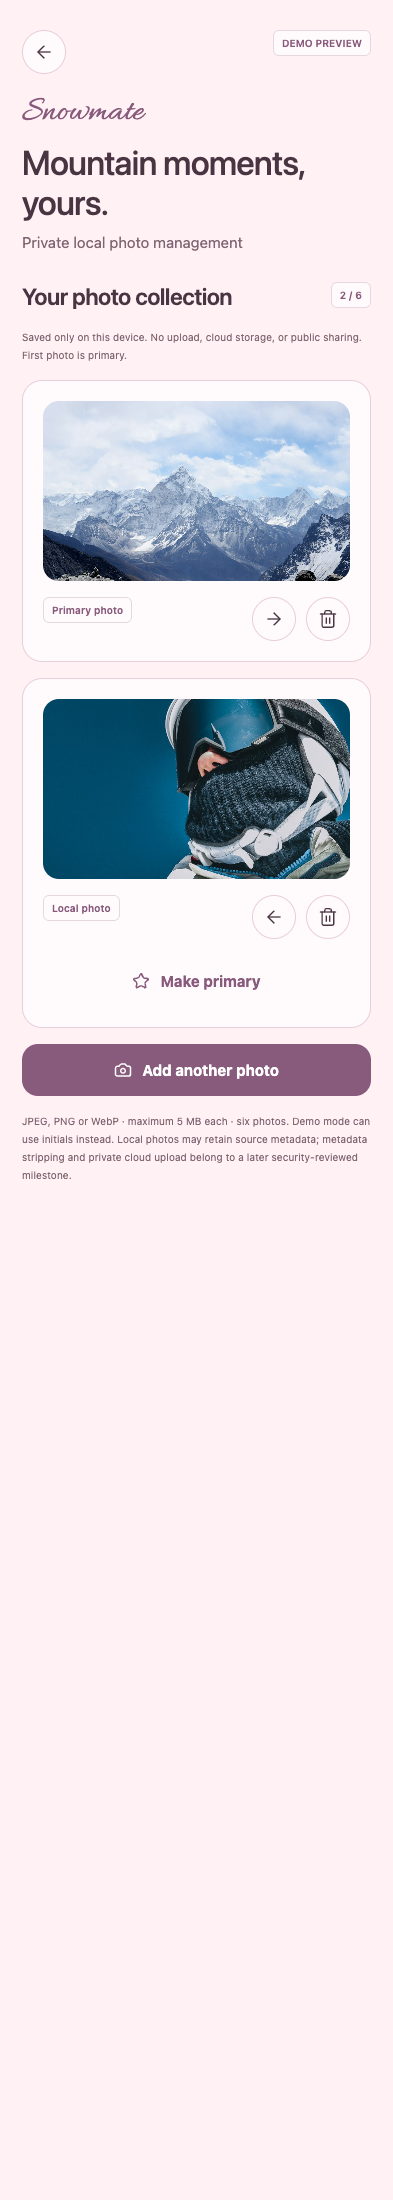 DEMO PREVIEW
Snowmate
Mountain moments,
yours.
Private local photo management
Your photo collection
2 / 6
Saved only on this device. No upload, cloud storage, or public sharing.
First photo is primary.
Primary photo
Local photo
Make primary
Add another photo
JPEG, PNG or WebP · maximum 5 MB each · six photos. Demo mode can
use initials instead. Local photos may retain source metadata; metadata
stripping and private cloud upload belong to a later security-reviewed
milestone.